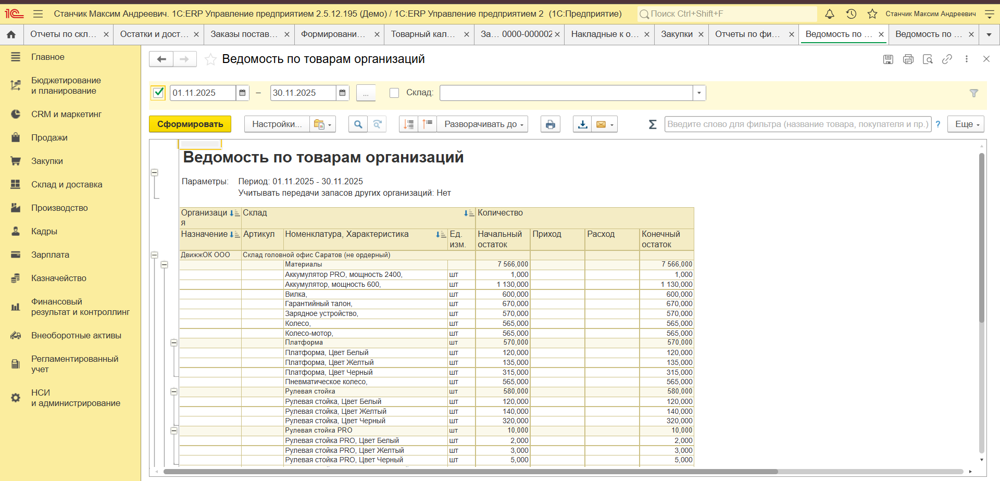 Станчик Максим Андреевич. 1С:ERP Управление предприятием 2.5.12.195 (Демо) / 1С:ERP Управление предприятием 2 (1С:Предприятие)
Поиск Ctrl+Shift+F
Станчик Максим Андреевич
Отчеты по скл...
Остатки и дост...
Заказы постав...
Формировани...
Товарный кал...
За... 0000-000002
Накладные к о...
Закупки
Отчеты по фи...
Ведомость по ...
Ведомость по ...
Главное
Бюджетирование
и планирование
CRM и маркетинг
Продажи
Закупки
Склад и доставка
Производство
Кадры
Зарплата
Казначейство
Финансовый
результат и контроллинг
Внеоборотные активы
Регламентированный
учет
НСИ
и администрирование
Ведомость по товарам организаций
01.11.2025 – 30.11.2025 ... Склад:
Сформировать Настройки... Разворачивать до Σ Введите слово для фильтра (название товара, покупателя и пр.) ? Еще
Ведомость по товарам организаций
Параметры: Период: 01.11.2025 - 30.11.2025
Учитывать передачи запасов других организаций: Нет
Организаци
я
Склад
Количество
Назначение
Артикул
Номенклатура, Характеристика
Ед.
изм.
Начальный
остаток
Приход
Расход
Конечный
остаток
ДвижжОК ООО Склад головной офис Саратов (не ордерный)
Материалы 7 566,000 7 566,000
Аккумулятор PRO, мощность 2400, шт 1,000 1,000
Аккумулятор, мощность 600, шт 1 130,000 1 130,000
Вилка, шт 600,000 600,000
Гарантийный талон, шт 670,000 670,000
Зарядное устройство, шт 570,000 570,000
Колесо, шт 565,000 565,000
Колесо-мотор, шт 565,000 565,000
Платформа шт 570,000 570,000
Платформа, Цвет Белый шт 120,000 120,000
Платформа, Цвет Желтый шт 135,000 135,000
Платформа, Цвет Черный шт 315,000 315,000
Пневматическое колесо, шт 565,000 565,000
Рулевая стойка шт 580,000 580,000
Рулевая стойка, Цвет Белый шт 120,000 120,000
Рулевая стойка, Цвет Желтый шт 140,000 140,000
Рулевая стойка, Цвет Черный шт 320,000 320,000
Рулевая стойка PRO шт 10,000 10,000
Рулевая стойка PRO, Цвет Белый шт 2,000 2,000
Рулевая стойка PRO, Цвет Желтый шт 3,000 3,000
Рулевая стойка PRO, Цвет Черный шт 5,000 5,000